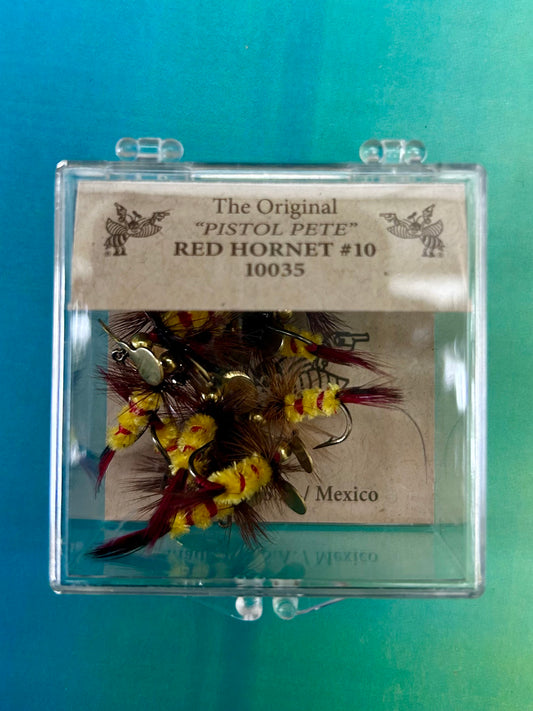 The Original
“PISTOL PETE”
RED HORNET #10
10035
/ Mexico